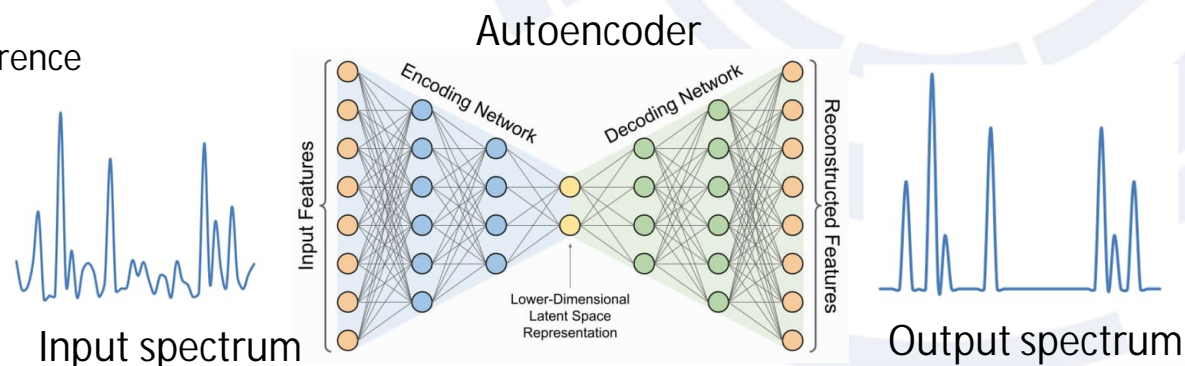 Autoencoder
rence
Encoding Network
Decoding Network
Input Features
Reconstructed Features
Lower-Dimensional
Latent Space
Representation
Input spectrum
Output spectrum